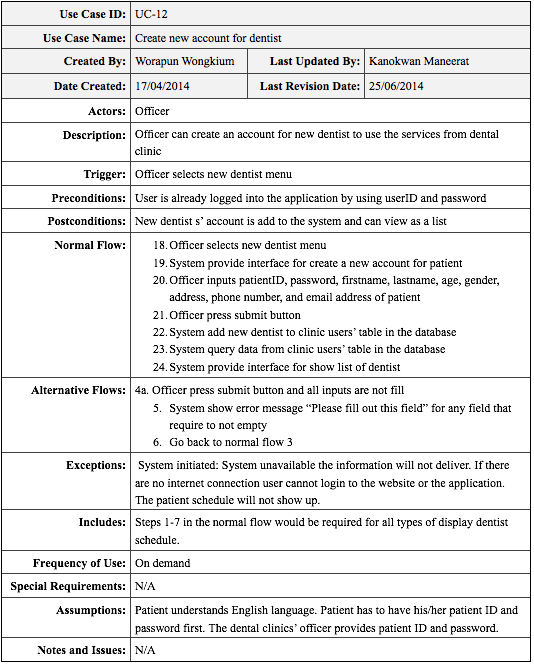 Use Case ID: UC-12
Use Case Name: Create new account for dentist
Created By: Worapun Wongkium Last Updated By: Kanokwan Maneerat
Date Created: 17/04/2014 Last Revision Date: 25/06/2014
Actors: Officer
Description: Officer can create an account for new dentist to use the services from dental
clinic
Trigger: Officer selects new dentist menu
Preconditions: User is already logged into the application by using userID and password
Postconditions: New dentist s’ account is add to the system and can view as a list
Normal Flow: 18. Officer selects new dentist menu
19. System provide interface for create a new account for patient
20. Officer inputs patientID, password, firstname, lastname, age, gender,
address, phone number, and email address of patient
21. Officer press submit button
22. System add new dentist to clinic users’ table in the database
23. System query data from clinic users’ table in the database
24. System provide interface for show list of dentist
Alternative Flows: 4a. Officer press submit button and all inputs are not fill
5. System show error message “Please fill out this field” for any field that
require to not empty
6. Go back to normal flow 3
Exceptions: System initiated: System unavailable the information will not deliver. If there
are no internet connection user cannot login to the website or the application.
The patient schedule will not show up.
Includes: Steps 1-7 in the normal flow would be required for all types of display dentist
schedule.
Frequency of Use: On demand
Special Requirements: N/A
Assumptions: Patient understands English language. Patient has to have his/her patient ID and
password first. The dental clinics’ officer provides patient ID and password.
Notes and Issues: N/A